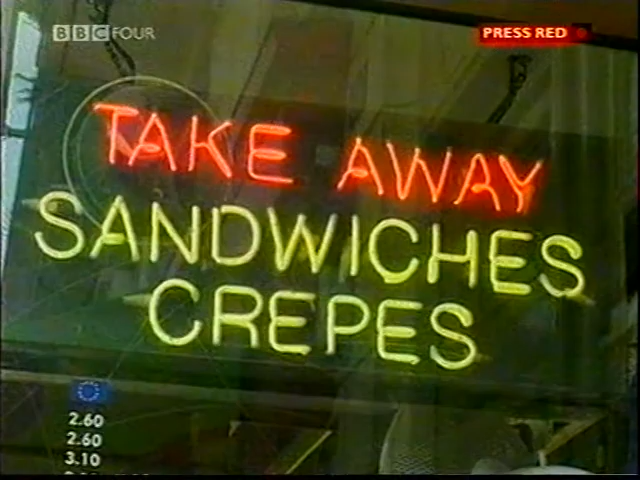 BBC FOUR
PRESS RED
TAKE AWAY
SANDWICHES
CREPES
2.60
2.60
3.10